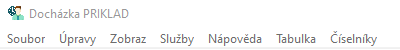 Docházka PRIKLAD
Soubor Úpravy Zobraz Služby Nápověda Tabulka Číselníky